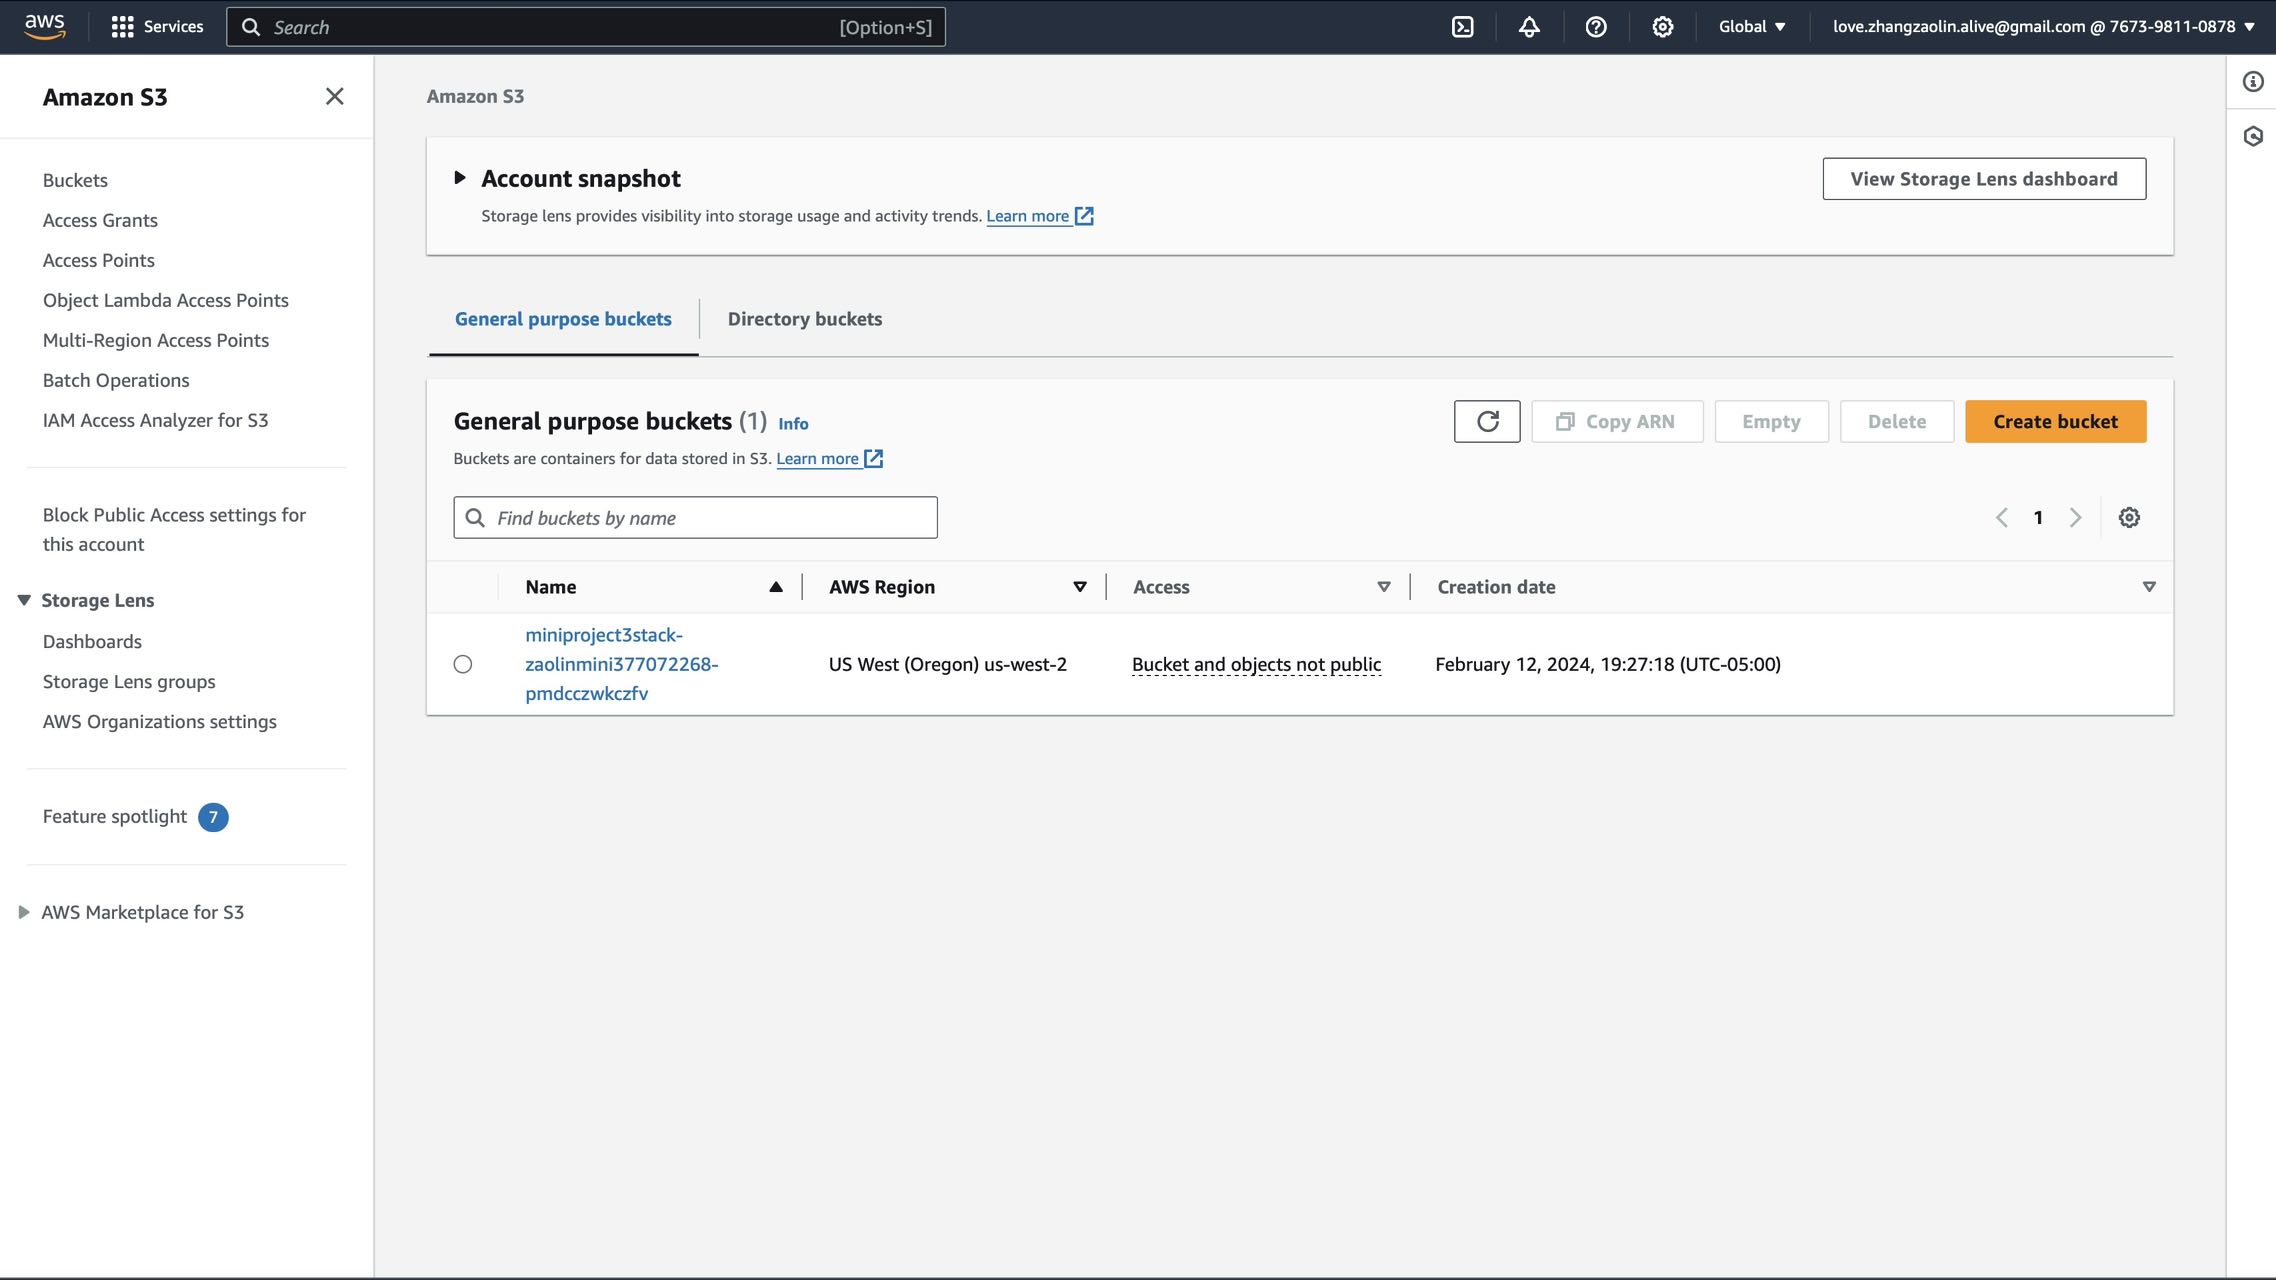 aws
Services
Search
[Option+S]
Global
love.zhangzaolin.alive@gmail.com @ 7673-9811-0878
Amazon S3
Buckets
Access Grants
Access Points
Object Lambda Access Points
Multi-Region Access Points
Batch Operations
IAM Access Analyzer for S3
Block Public Access settings for
this account
Storage Lens
Dashboards
Storage Lens groups
AWS Organizations settings
Feature spotlight 7
AWS Marketplace for S3
Amazon S3
Account snapshot
Storage lens provides visibility into storage usage and activity trends. Learn more
View Storage Lens dashboard
General purpose buckets
Directory buckets
General purpose buckets (1) Info
Buckets are containers for data stored in S3. Learn more
Copy ARN
Empty
Delete
Create bucket
Find buckets by name
1
Name
AWS Region
Access
Creation date
miniproject3stack-
zaolinmini377072268-
pmdcczwkczfv
US West (Oregon) us-west-2
Bucket and objects not public
February 12, 2024, 19:27:18 (UTC-05:00)